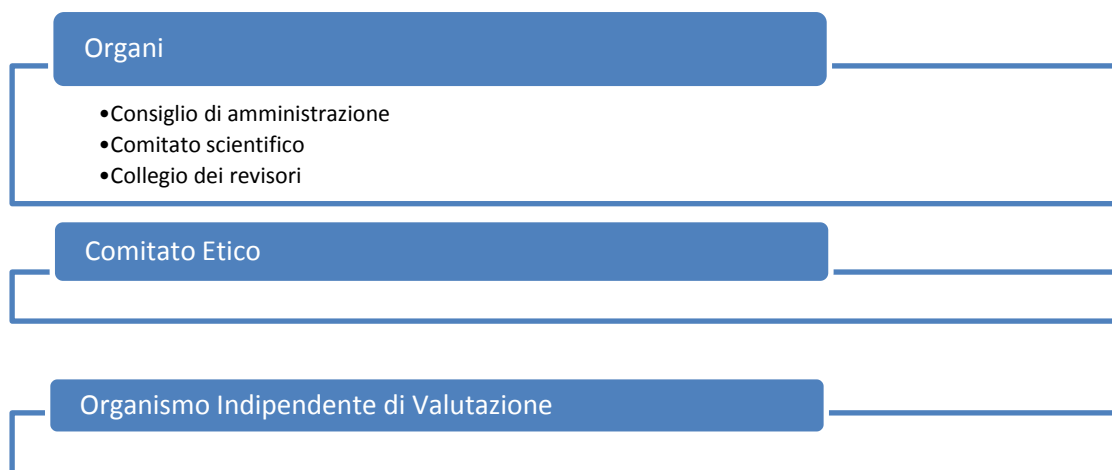 Organi
•Consiglio di amministrazione
•Comitato scientifico
•Collegio dei revisori
Comitato Etico
Organismo Indipendente di Valutazione